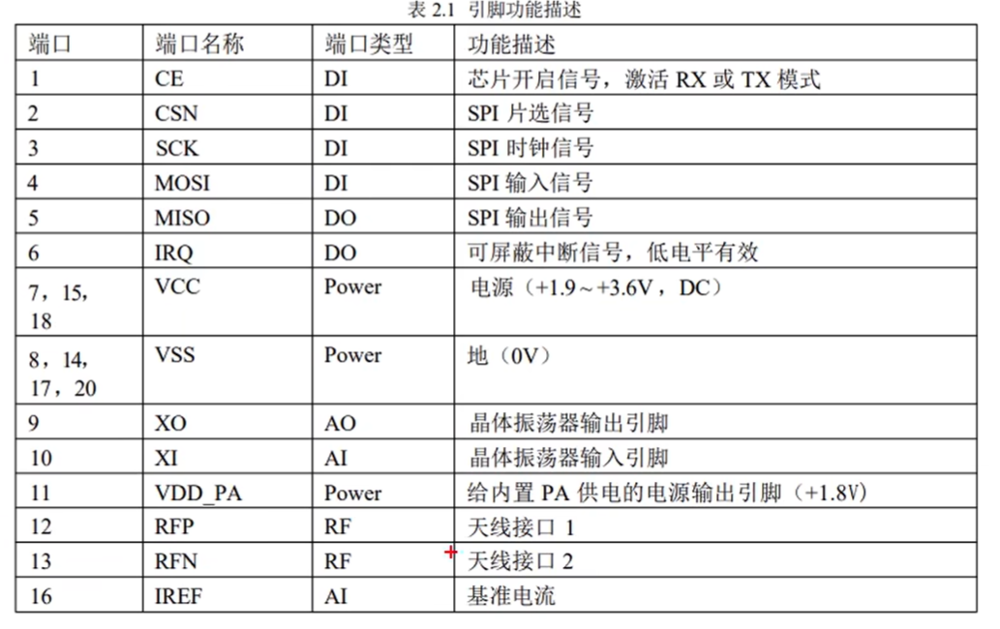 表 2.1 引脚功能描述
端口 端口名称 端口类型 功能描述
1 CE DI 芯片开启信号，激活 RX 或 TX 模式
2 CSN DI SPI 片选信号
3 SCK DI SPI 时钟信号
4 MOSI DI SPI 输入信号
5 MISO DO SPI 输出信号
6 IRQ DO 可屏蔽中断信号，低电平有效
7，15，
18
VCC Power 电源（+1.9～+3.6V，DC）
8，14，
17，20
VSS Power 地（0V）
9 XO AO 晶体振荡器输出引脚
10 XI AI 晶体振荡器输入引脚
11 VDD_PA Power 给内置 PA 供电的电源输出引脚（+1.8V)
12 RFP RF 天线接口 1
13 RFN RF 天线接口 2
16 IREF AI 基准电流